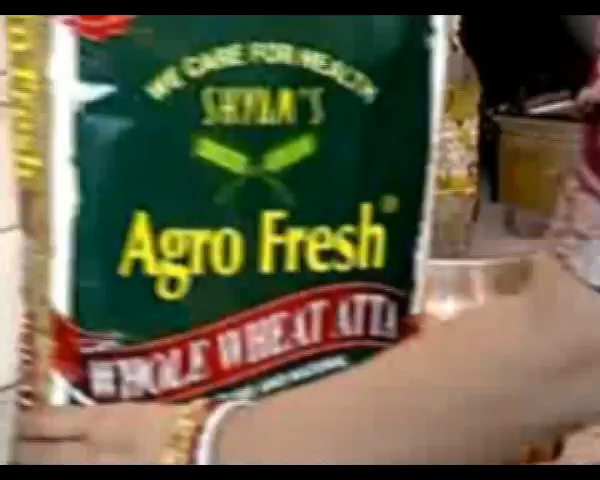 WE CARE FOR HEALTH
Agro Fresh®
WHOLE WHEAT ATTA